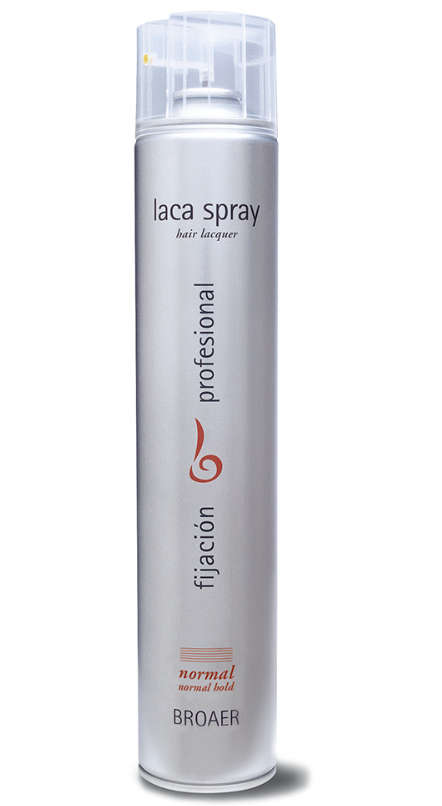 laca spray
hair lacquer
fijación profesional
normal
normal hold
BROAER